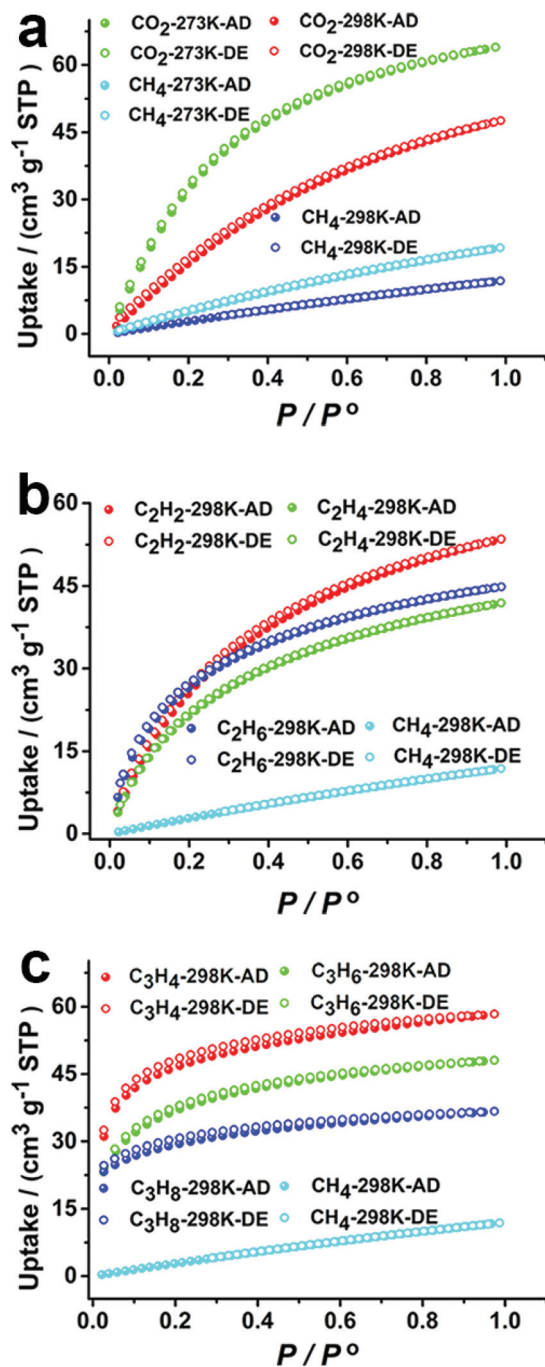 a
CO2-273K-AD CO2-298K-AD
CO2-273K-DE CO2-298K-DE
CH4-273K-AD
CH4-273K-DE
CH4-298K-AD
CH4-298K-DE
Uptake / (cm³ g⁻¹ STP )
60
45
30
15
0
0.0 0.2 0.4 0.6 0.8 1.0
P / P°
b
C2H2-298K-AD C2H4-298K-AD
C2H2-298K-DE C2H4-298K-DE
C2H6-298K-AD CH4-298K-AD
C2H6-298K-DE CH4-298K-DE
Uptake / (cm³ g⁻¹ STP )
60
45
30
15
0
0.0 0.2 0.4 0.6 0.8 1.0
P / P°
c
C3H4-298K-AD C3H6-298K-AD
C3H4-298K-DE C3H6-298K-DE
C3H8-298K-AD CH4-298K-AD
C3H8-298K-DE CH4-298K-DE
Uptake / (cm³ g⁻¹ STP )
60
45
30
15
0
0.0 0.2 0.4 0.6 0.8 1.0
P / P°